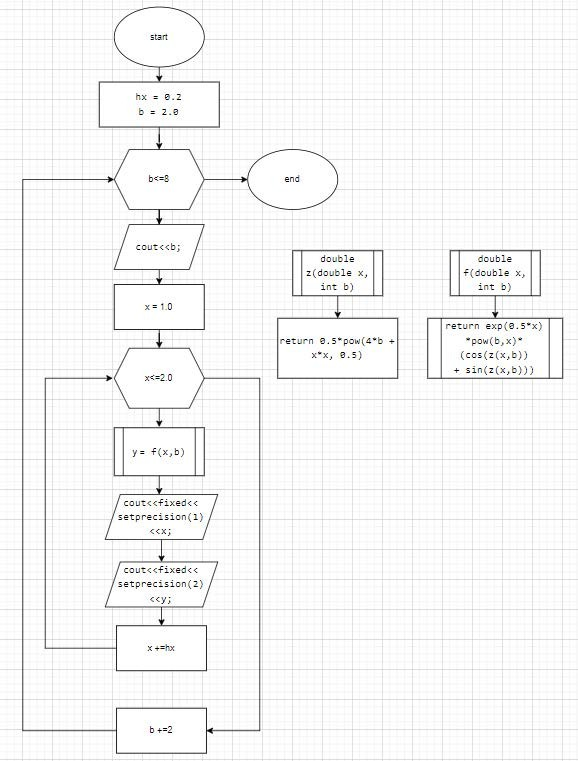 start
hx = 0.2
b = 2.0
b<=8
end
cout<<b;
x = 1.0
x<=2.0
y = f(x,b)
cout<<fixed<<
setprecision(1)
<<x;
cout<<fixed<<
setprecision(2)
<<y;
x +=hx
b +=2
double
z(double x,
int b)
return 0.5*pow(4*b +
x*x, 0.5)
double
f(double x,
int b)
return exp(0.5*x)
*pow(b,x)*
(cos(z(x,b))
+ sin(z(x,b)))